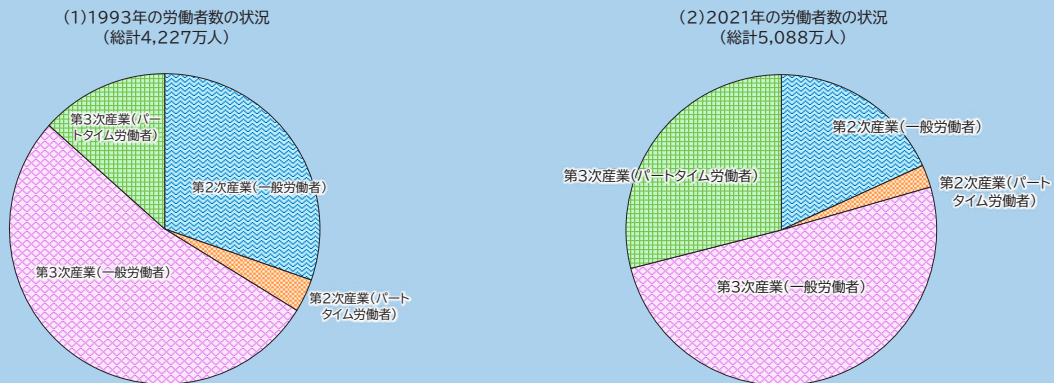 (1)1993年の労働者数の状況
(総計4,227万人)
第3次産業(パー
トタイム労働者)
第2次産業(一般労働者)
第3次産業(一般労働者)
第2次産業(パート
タイム労働者)
(2)2021年の労働者数の状況
(総計5,088万人)
第2次産業(一般労働者)
第3次産業(パートタイム労働者)
第2次産業(パート
タイム労働者)
第3次産業(一般労働者)